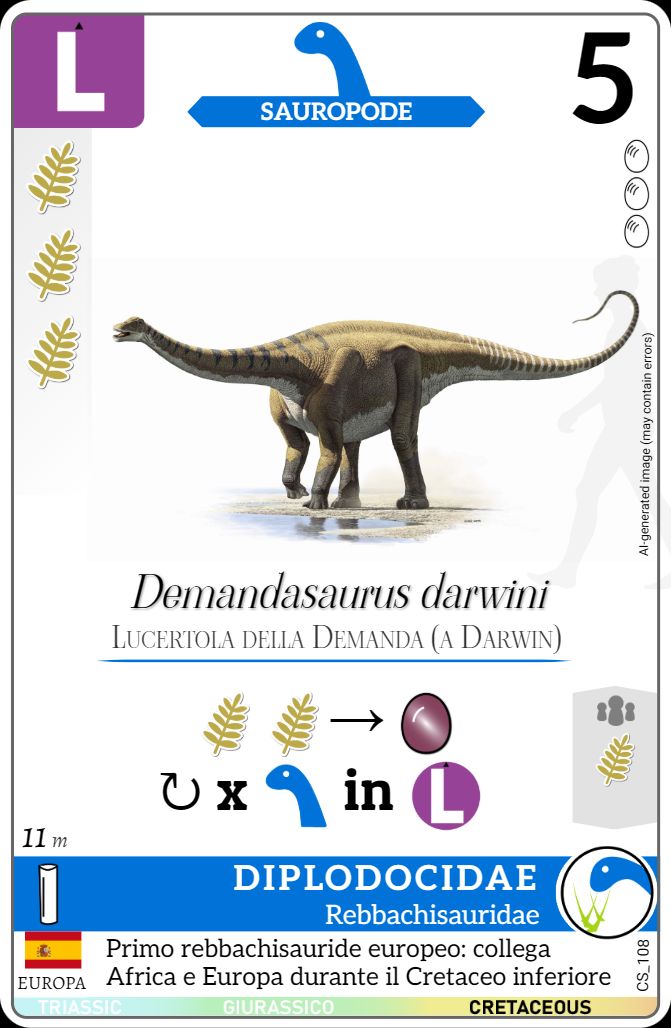 L
SAUROPODE
5
AI-generated image (may contain errors)
Demandasaurus darwini
Lucertola della Demanda (a Darwin)
↻ x in L
11 m
DIPLODOCIDAE
Rebbachisauridae
EUROPA
Primo rebbachisauride europeo: collega
Africa e Europa durante il Cretaceo inferiore
CS_108
TRIASSIC GIURASSICO CRETACEOUS